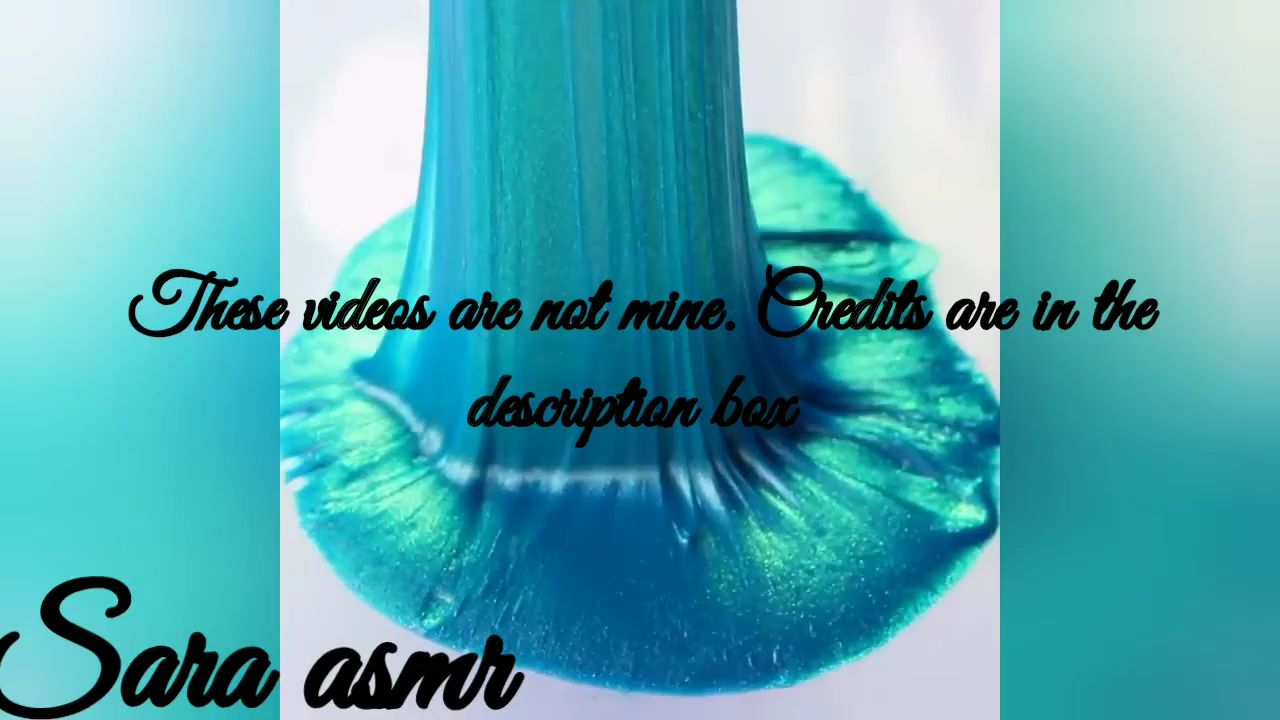 These videos are not mine. Credits are in the
description box
Sara asmr